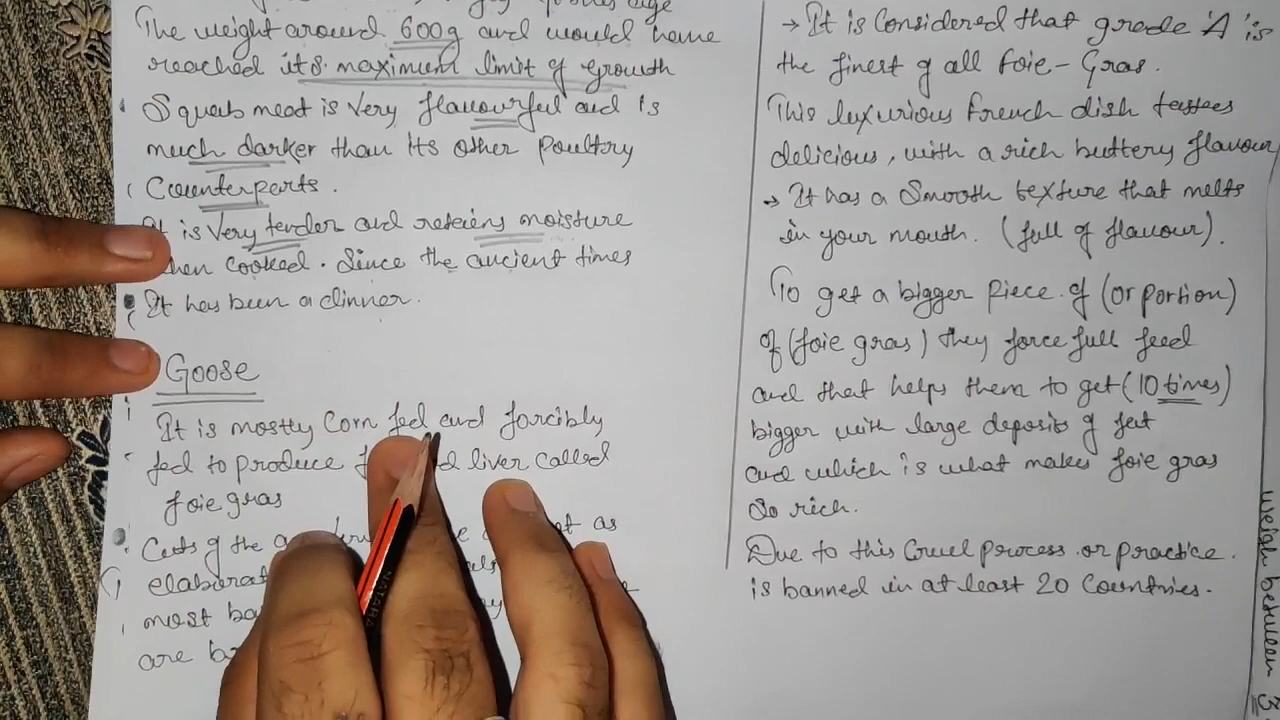 age
The weight around 600g and would have
reached its maximum limit of growth
Squab meat is very flavourful and is
much darker than its other poultry
Counterparts.
It is very tender and retains moisture
when cooked. Since the ancient times
It has been a dinner.
Goose
It is mostly Corn fed and forcibly
fed to produce liver called
foie gras
Cuts of the as
elaborat
most ba
are b
→ It is Considered that grade 'A' is
the finest of all foie-Gras.
This luxurious French dish tastes
delicious, with a rich buttery flavour
→ It has a Smooth texture that melts
in your mouth. (full of flavour).
To get a bigger piece of (or portion)
of (foie gras) they force full feed
and that helps them to get (10 times)
bigger with large deposits of fat
and which is what makes foie gras
So rich.
Due to this Cruel process or practice.
is banned in at least 20 Countries.
weigh between 3
NATARA